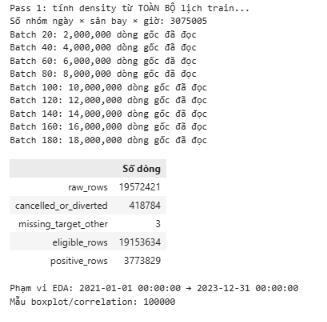 Pass 1: tính density từ TOÀN BỘ lịch train...
Số nhóm ngày × sân bay × giờ: 3075005
Batch 20: 2,000,000 dòng gốc đã đọc
Batch 40: 4,000,000 dòng gốc đã đọc
Batch 60: 6,000,000 dòng gốc đã đọc
Batch 80: 8,000,000 dòng gốc đã đọc
Batch 100: 10,000,000 dòng gốc đã đọc
Batch 120: 12,000,000 dòng gốc đã đọc
Batch 140: 14,000,000 dòng gốc đã đọc
Batch 160: 16,000,000 dòng gốc đã đọc
Batch 180: 18,000,000 dòng gốc đã đọc
Số dòng
raw_rows 19572421
cancelled_or_diverted 418784
missing_target_other 3
eligible_rows 19153634
positive_rows 3773829
Phạm vi EDA: 2021-01-01 00:00:00 → 2023-12-31 00:00:00
Mẫu boxplot/correlation: 100000